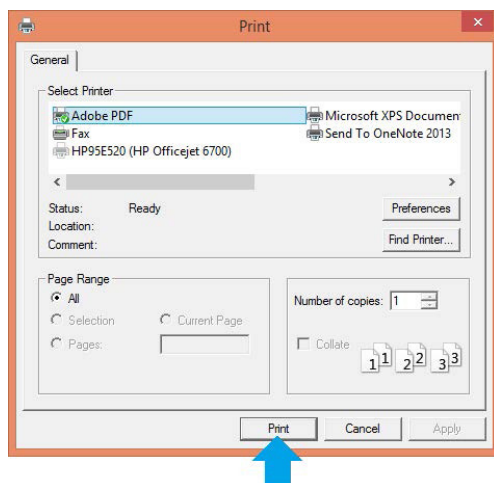 Print
General
Select Printer
Adobe PDF
Microsoft XPS Documen
Fax
Send To OneNote 2013
HP95E520 (HP Officejet 6700)
Status: Ready
Preferences
Location:
Comment:
Find Printer...
Page Range
All
Number of copies: 1
Selection Current Page
Collate
Pages:
1 1 2 2 3 3
Print Cancel Apply